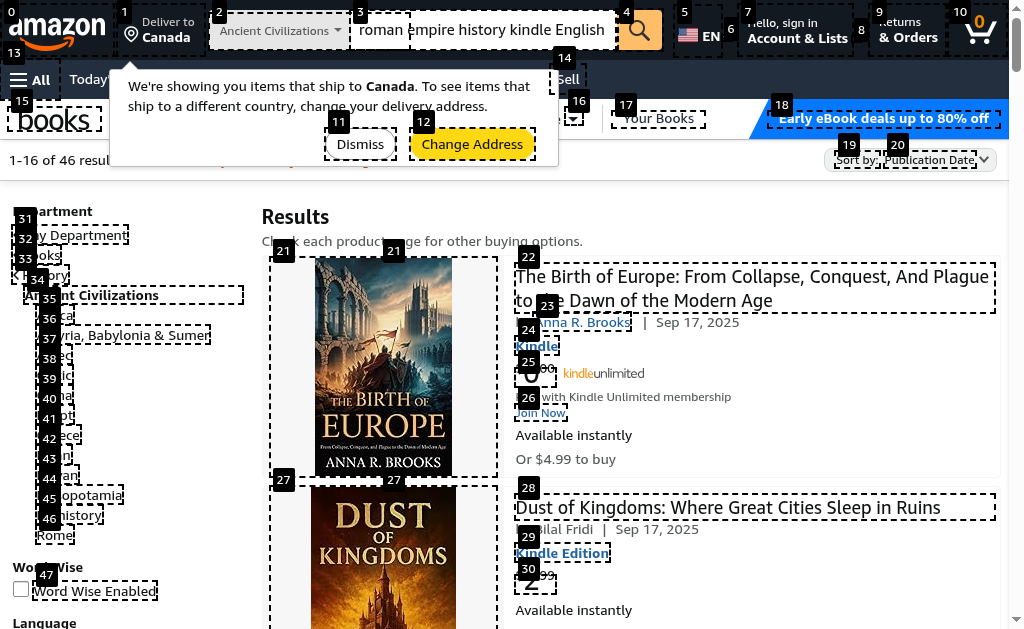 0 1 2 3 4 5 6 7 8 9 10
amazon
Deliver to
Canada
Ancient Civilizations
roman empire history kindle English
EN
Hello, sign in
Account & Lists
Returns
& Orders
0
13 14
All
Today'
Sell
We're showing you items that ship to Canada. To see items that
ship to a different country, change your delivery address.
11 12
Dismiss
Change Address
15 16 17 18
books
Your Books
Early eBook deals up to 80% off
19 20
1-16 of 46 resul
Sort by: Publication Date
Department
31
Any Department
32
Books
33
History
34
Ancient Civilizations
35
36
Assyria, Babylonia & Sumer
37
38
39
40
41
Greece
42
43
Mayan
44
Mesopotamia
45
Prehistory
46
Rome
Word Wise
47
Word Wise Enabled
Language
Results
Check each product page for other buying options.
21 21 22
THE BIRTH OF
EUROPE
From Collapse, Conquest, and Plague to the Dawn of the Modern Age
ANNA R. BROOKS
The Birth of Europe: From Collapse, Conquest, And Plague
to the Dawn of the Modern Age
23
Anna R. Brooks | Sep 17, 2025
24
Kindle
25
0 00 kindleunlimited
with Kindle Unlimited membership
26
Join Now
Available instantly
Or $4.99 to buy
27 27 28
DUST
OF
KINGDOMS
Dust of Kingdoms: Where Great Cities Sleep in Ruins
Bilal Fridi | Sep 17, 2025
29
Kindle Edition
30
2 99
Available instantly